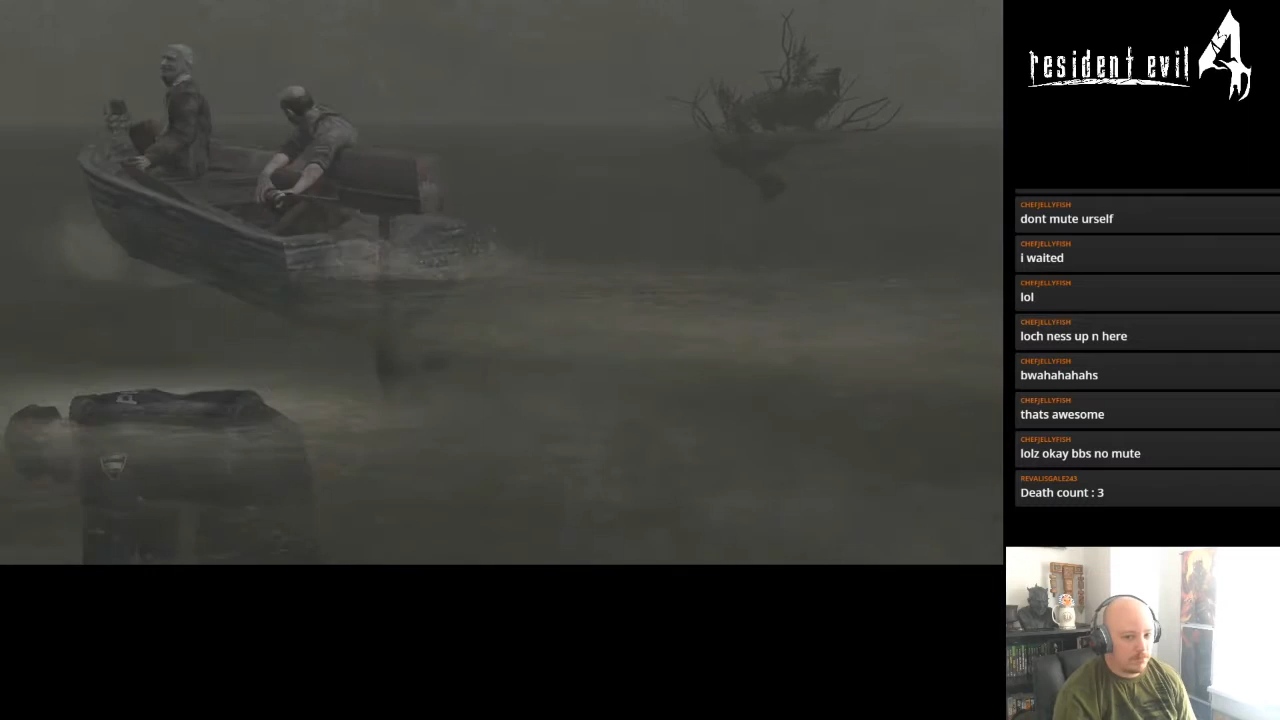 resident evil 4
CHEFJELLYFISH
dont mute urself
CHEFJELLYFISH
i waited
CHEFJELLYFISH
lol
CHEFJELLYFISH
loch ness up n here
CHEFJELLYFISH
bwahahahahs
CHEFJELLYFISH
thats awesome
CHEFJELLYFISH
lolz okay bbs no mute
REVALISGALE243
Death count : 3